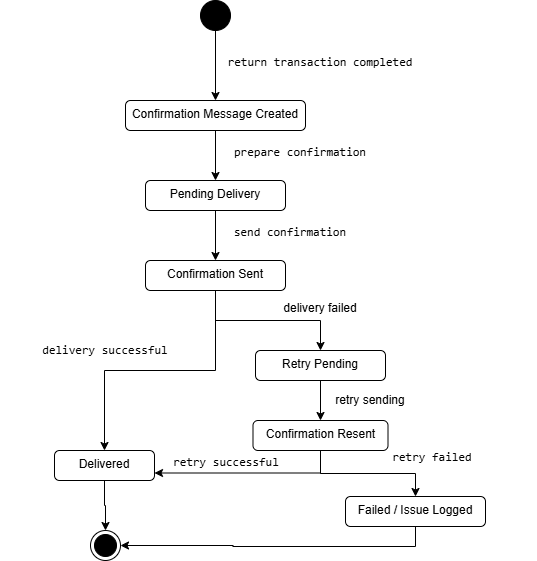 return transaction completed
Confirmation Message Created
prepare confirmation
Pending Delivery
send confirmation
Confirmation Sent
delivery failed
delivery successful
Retry Pending
retry sending
Confirmation Resent
retry failed
Delivered
retry successful
Failed / Issue Logged